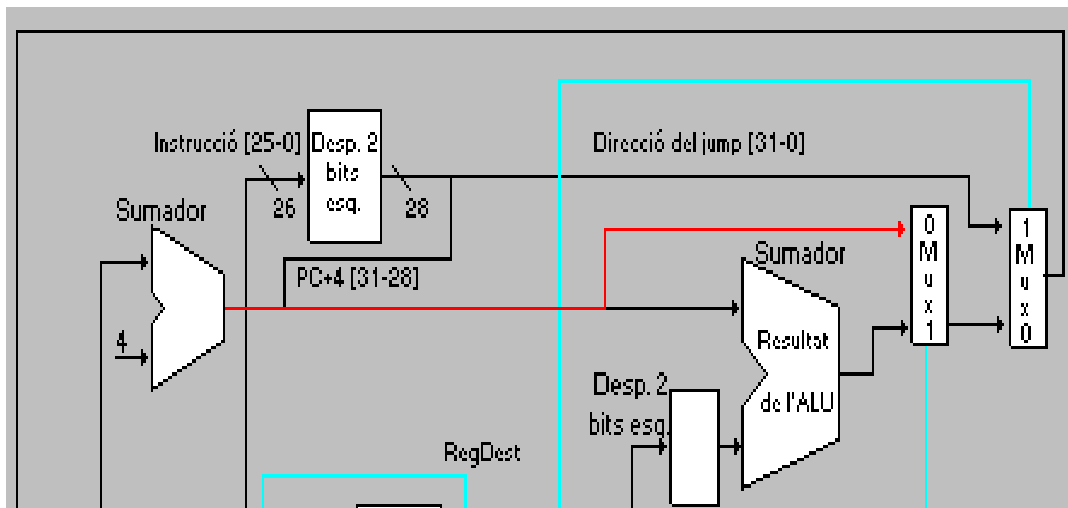 Instrucció [25-0]
26
Desp. 2
bits
esq.
28
Direcció del jump [31-0]
Sumador
4
PC+4 [31-28]
Sumador
Resultat
de l'ALU
0
M
u
x
1
1
M
u
x
0
Desp. 2
bits esq.
RegDest